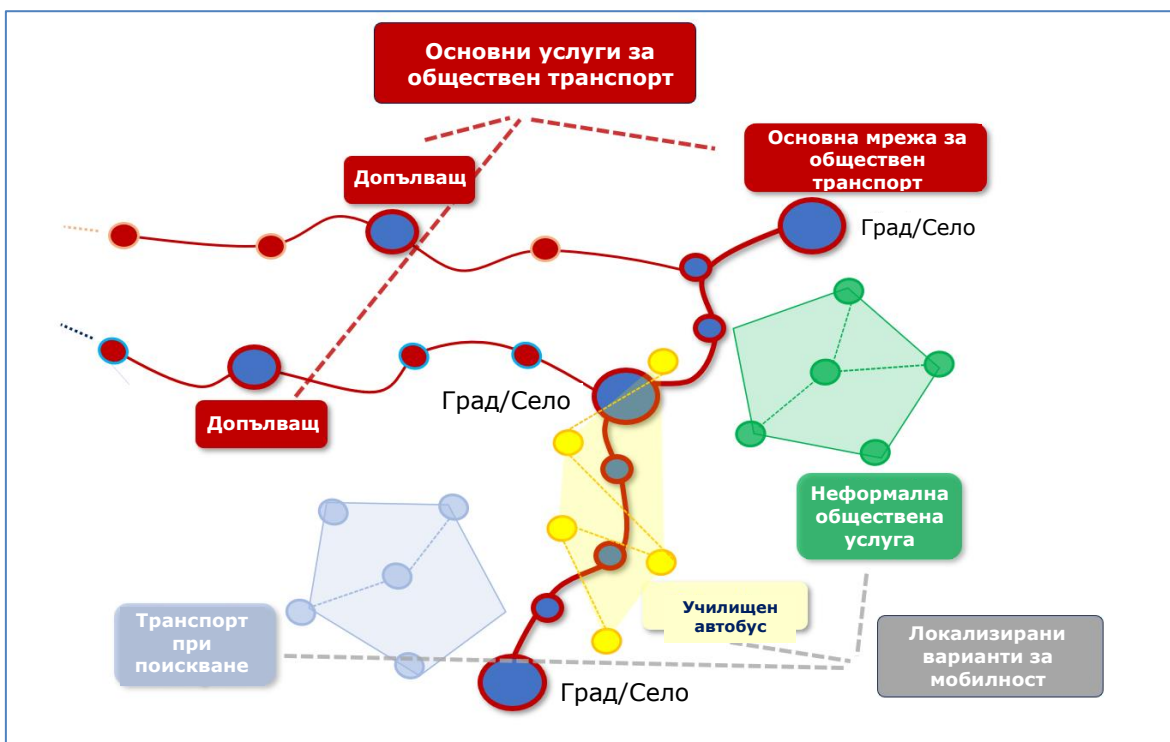 Основни услуги за
обществен транспорт
Основна мрежа за
обществен
транспорт
Допълващ
Град/Село
Град/Село
Допълващ
Неформална
обществена
услуга
Училищен
автобус
Транспорт
при
поискване
Локализирани
варианти за
мобилност
Град/Село